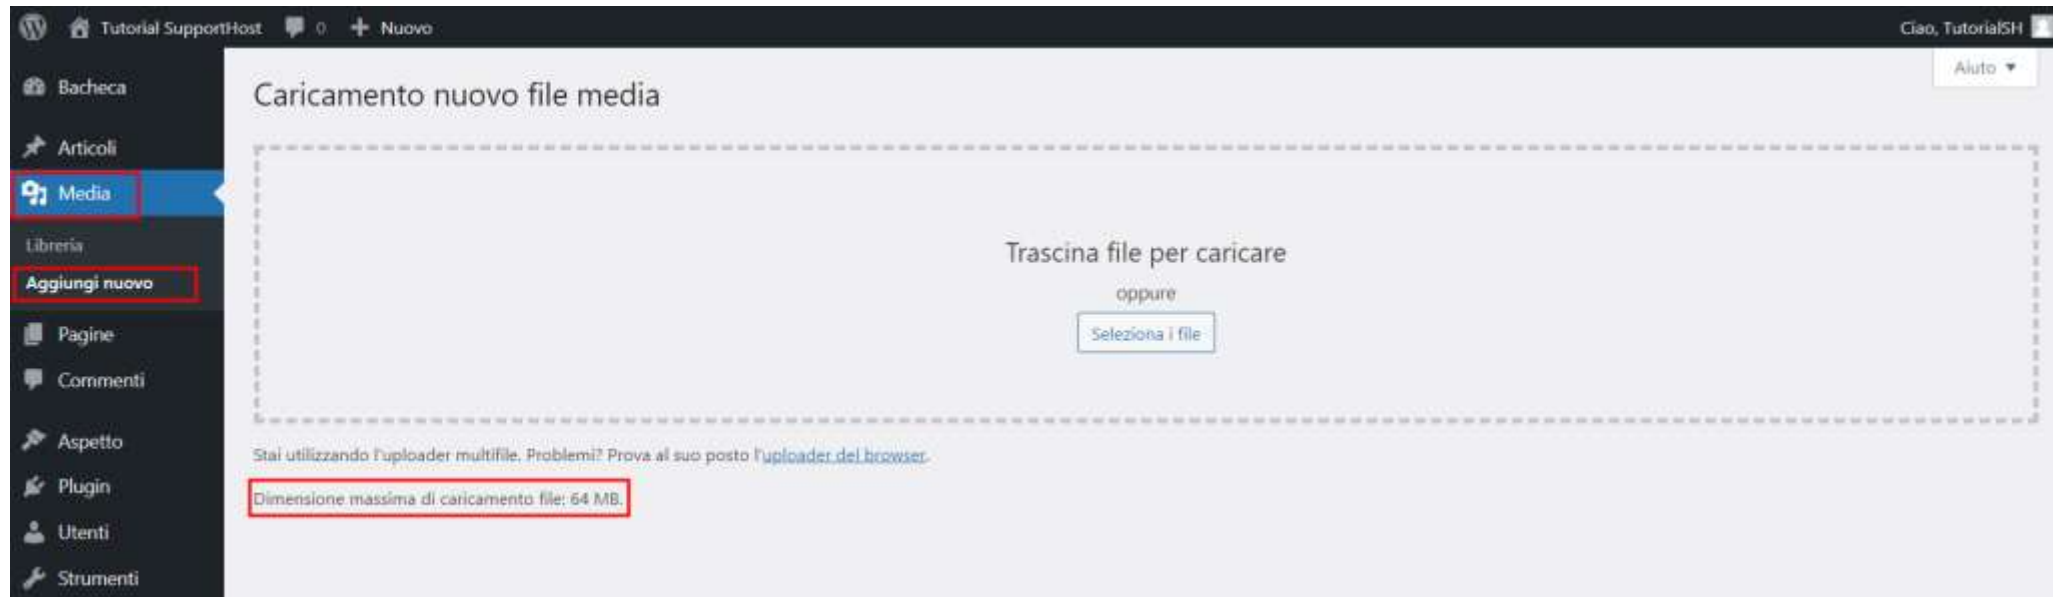 Tutorial SupportHost 0 Nuovo Ciao, TutorialSH
Aiuto
Bacheca
Articoli
Media
Libreria
Aggiungi nuovo
Pagine
Commenti
Aspetto
Plugin
Utenti
Strumenti
Caricamento nuovo file media
Trascina file per caricare
oppure
Seleziona i file
Stai utilizzando l'uploader multifile. Problemi? Prova al suo posto l'uploader del browser.
Dimensione massima di caricamento file: 64 MB.